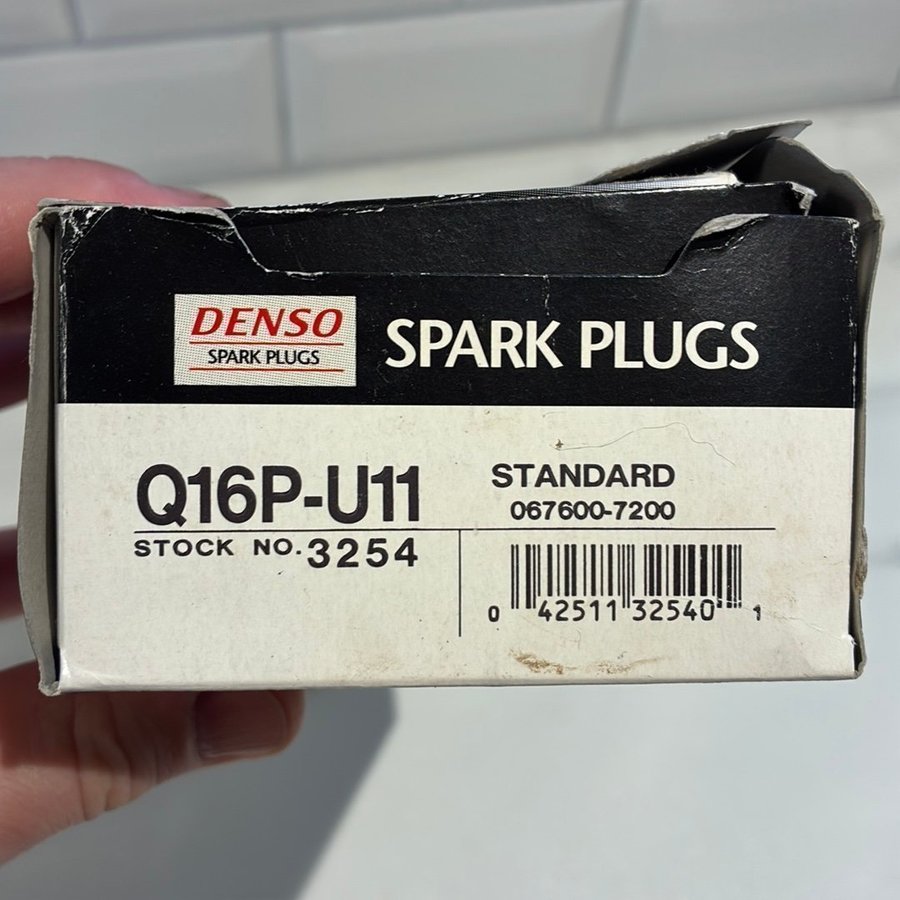 DENSO
SPARK PLUGS
SPARK PLUGS
Q16P-U11
STOCK NO. 3254
STANDARD
067600-7200
0 42511 32540 1